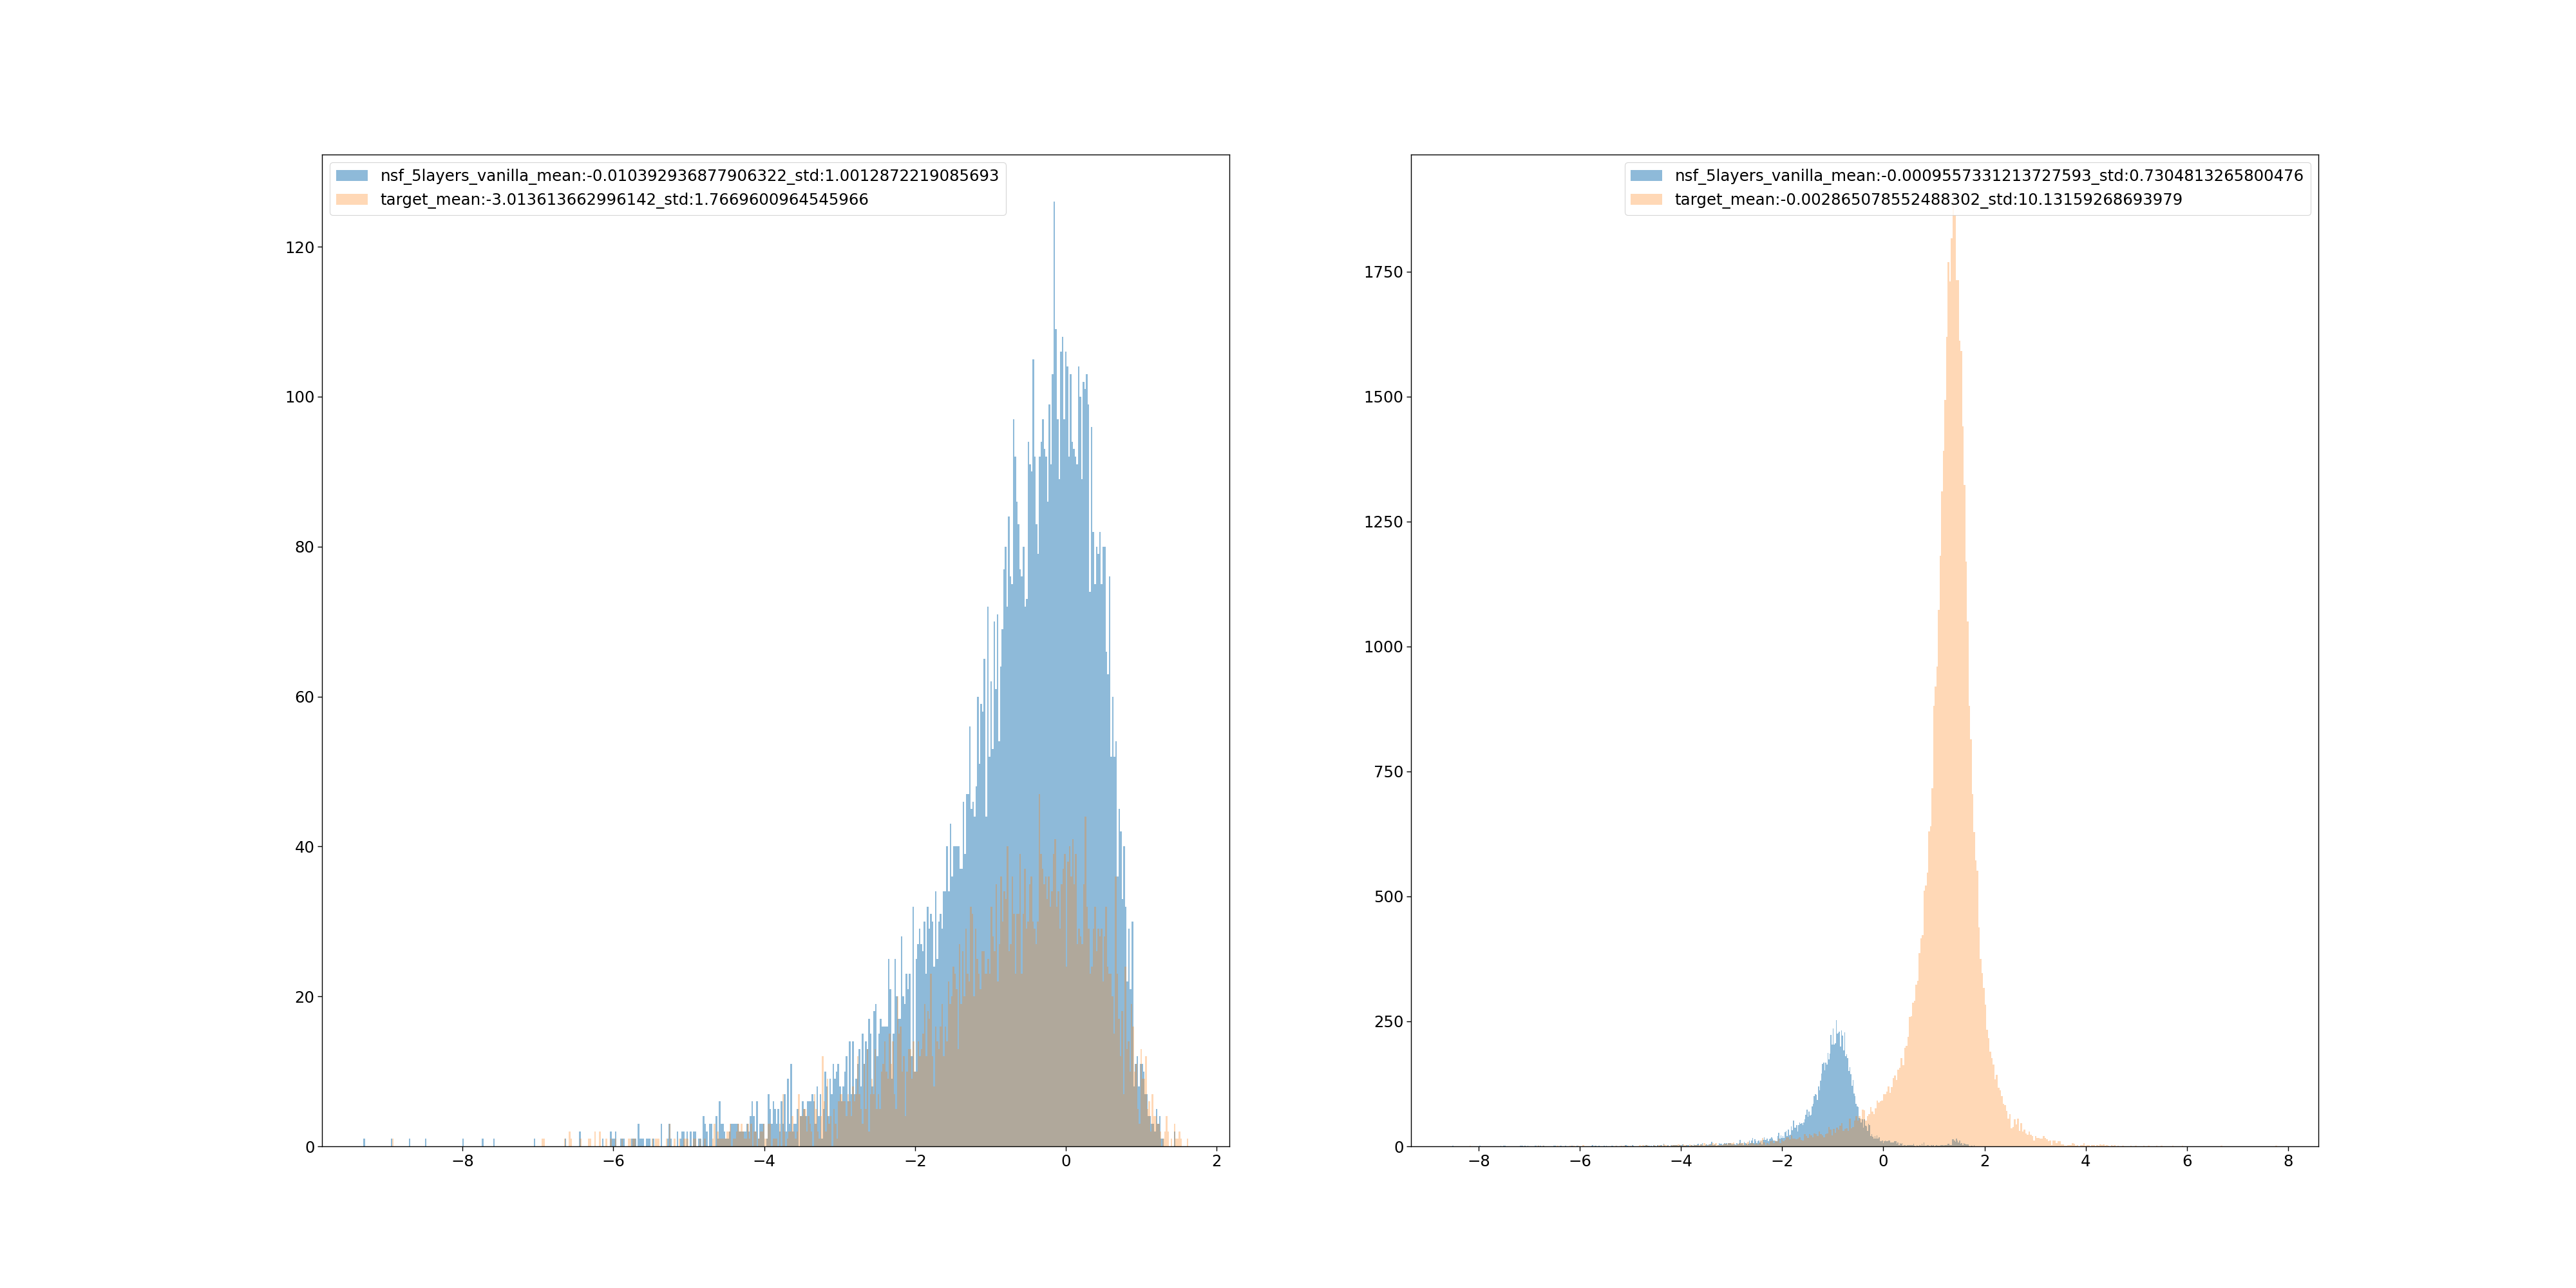 nsf_5layers_vanilla_mean:-0.010392936877906322_std:1.0012872219085693
target_mean:-3.013613662996142_std:1.7669600964545966
120
100
80
60
40
20
0
−8 −6 −4 −2 0 2
nsf_5layers_vanilla_mean:-0.0009557331213727593_std:0.7304813265800476
target_mean:-0.002865078552488302_std:10.13159268693979
1750
1500
1250
1000
750
500
250
0
−8 −6 −4 −2 0 2 4 6 8